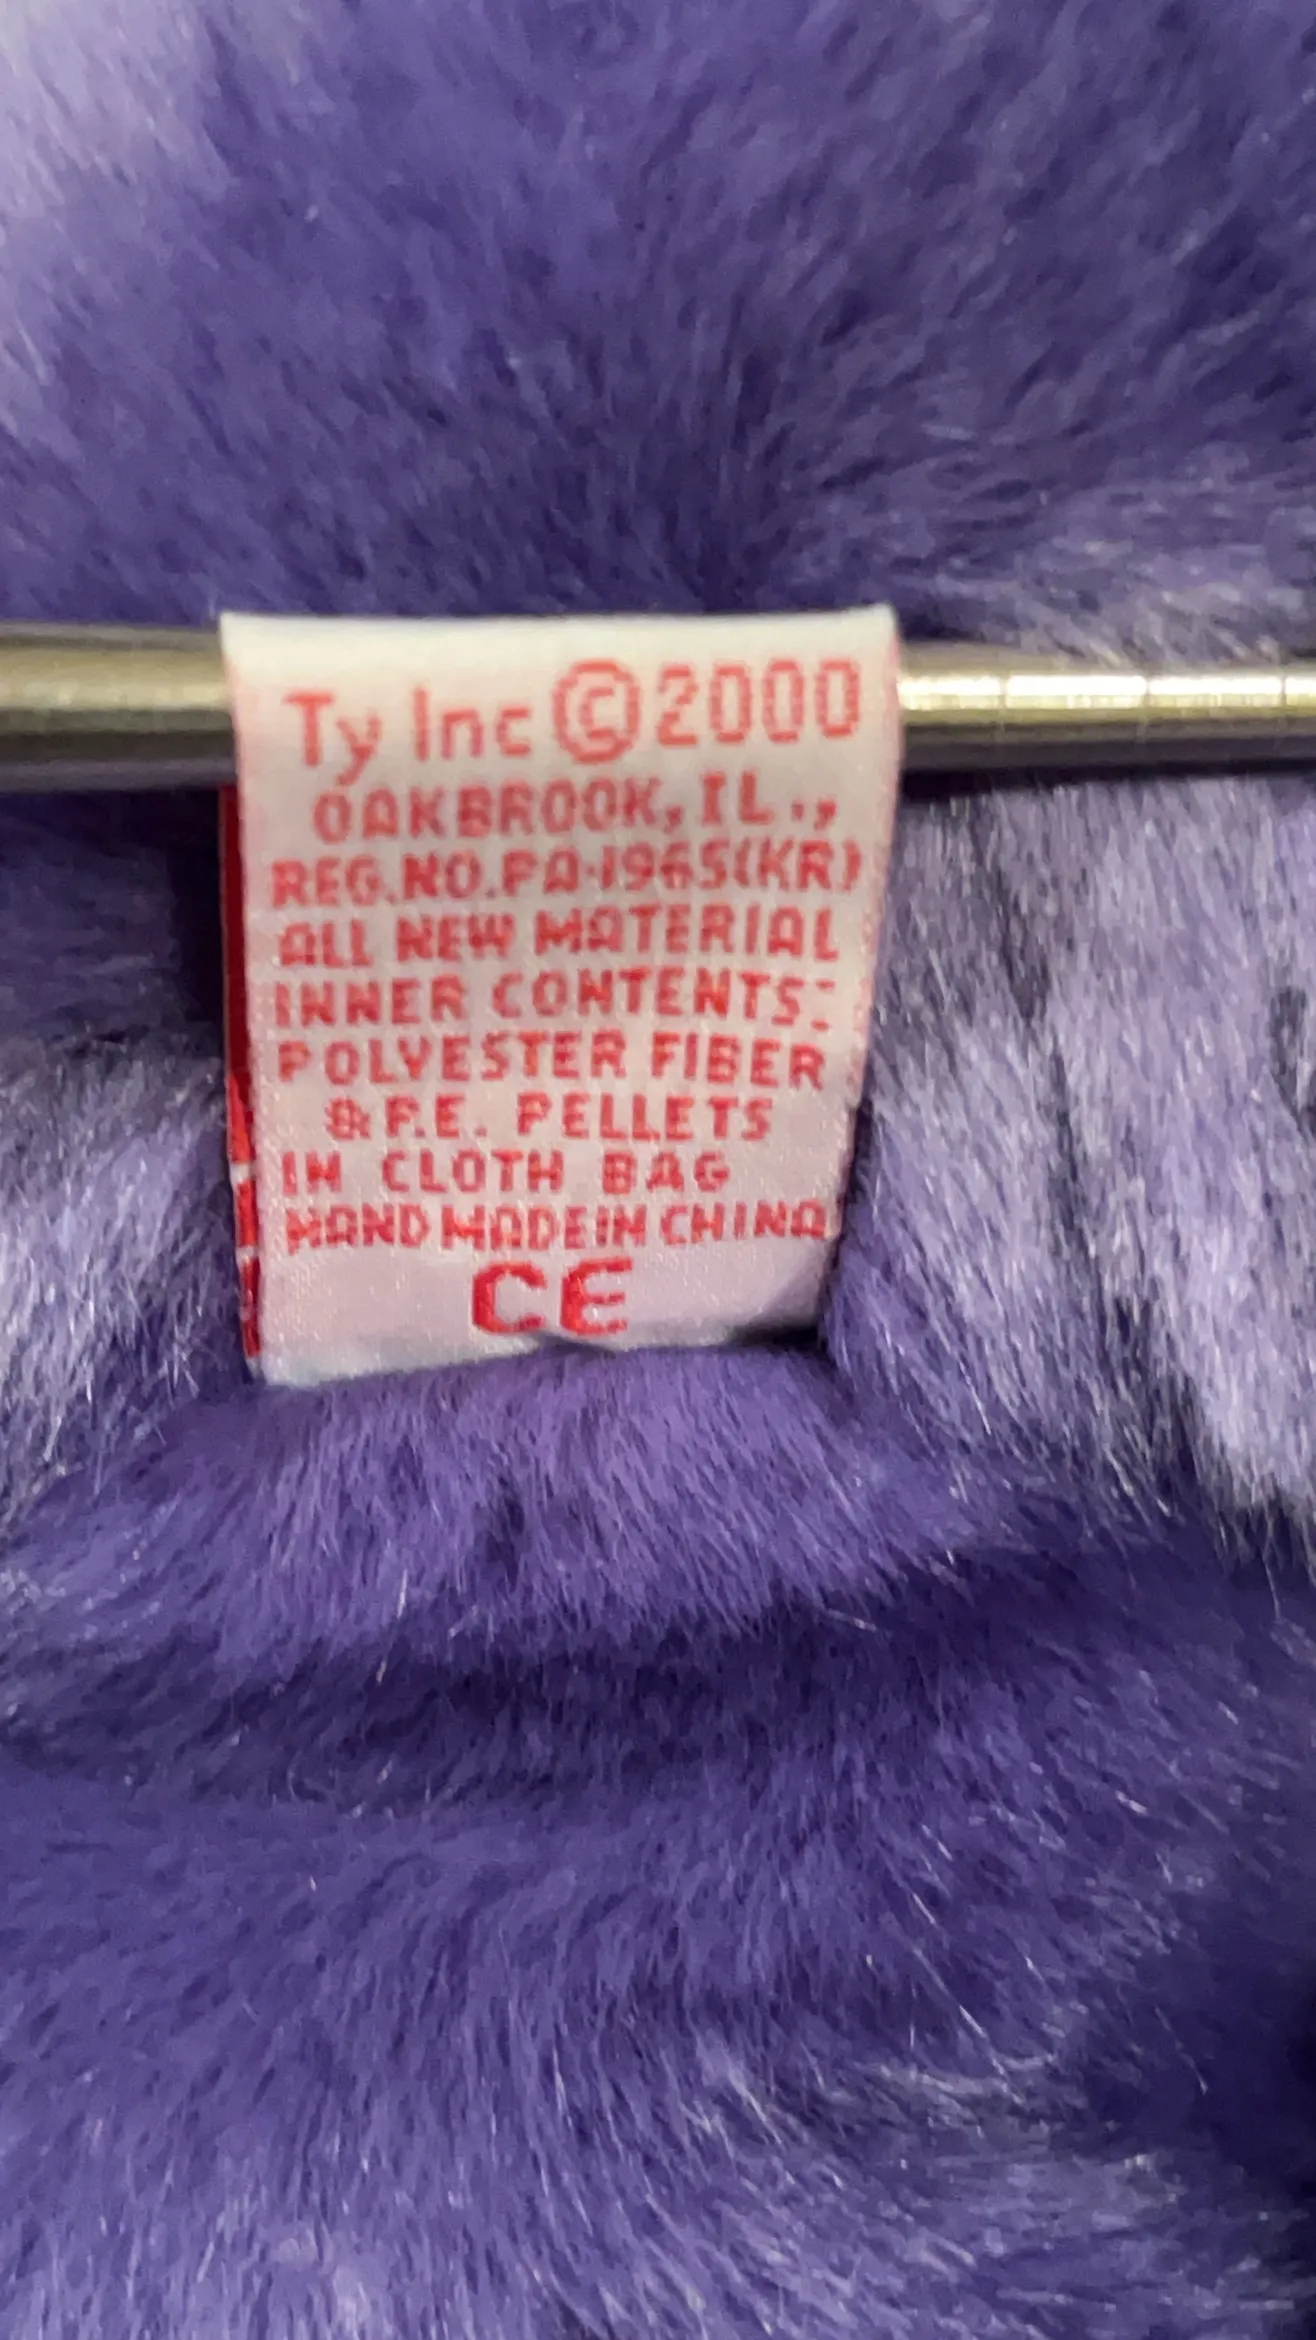 Ty Inc ©2000
OAKBROOK, IL.,
REG.NO.PA-1965(KR)
ALL NEW MATERIAL
INNER CONTENTS:
POLYESTER FIBER
& P.E. PELLETS
IN CLOTH BAG
HAND MADE IN CHINA
CE